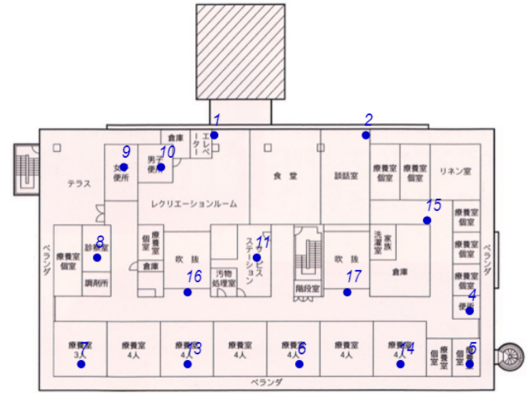 1
2
倉庫
エレベーター
9
女
便所
男子
便所
10
テラス
レクリエーションルーム
食堂
談話室
療養室
個室
療養室
個室
リネン室
15
療養室
個室
療養室
個室
療養室
個室
ベランダ
ベランダ
療養室
個室
8
診察室
調剤所
療養室
個室
倉庫
吹抜
16
汚物
処理室
11
サービスステーション
階段室
吹抜
17
家族
洗濯室
倉庫
4
便所
7
療養室
3人
療養室
4人
療養室
4人
13
療養室
4人
療養室
4人
6
療養室
4人
療養室
4人
14
療養室
個室
療養室
個室
5
ベランダ